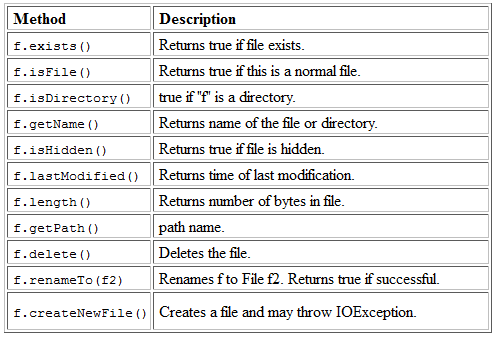 Method Description
f.exists() Returns true if file exists.
f.isFile() Returns true if this is a normal file.
f.isDirectory() true if "f" is a directory.
f.getName() Returns name of the file or directory.
f.isHidden() Returns true if file is hidden.
f.lastModified() Returns time of last modification.
f.length() Returns number of bytes in file.
f.getPath() path name.
f.delete() Deletes the file.
f.renameTo(f2) Renames f to File f2. Returns true if successful.
f.createNewFile() Creates a file and may throw IOException.